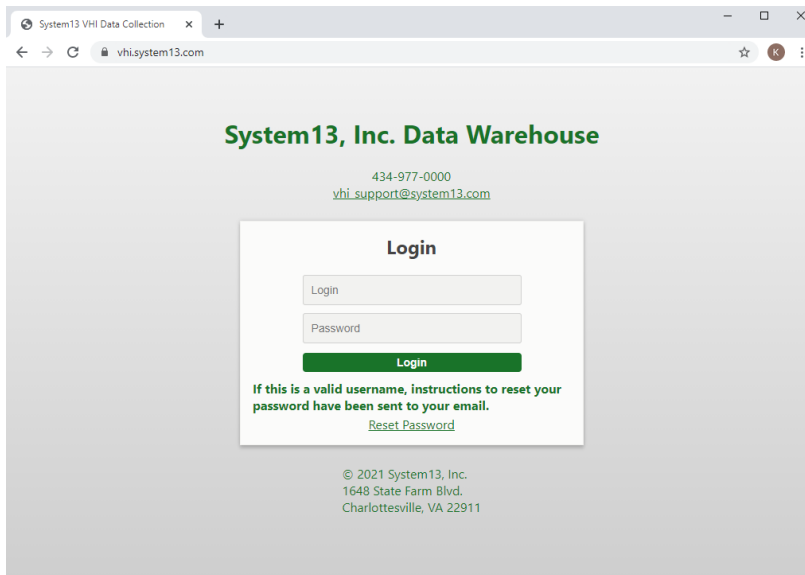 System13 VHI Data Collection
vhi.system13.com
K
System13, Inc. Data Warehouse
434-977-0000
vhi_support@system13.com
Login
Login
Password
Login
If this is a valid username, instructions to reset your
password have been sent to your email.
Reset Password
© 2021 System13, Inc.
1648 State Farm Blvd.
Charlottesville, VA 22911